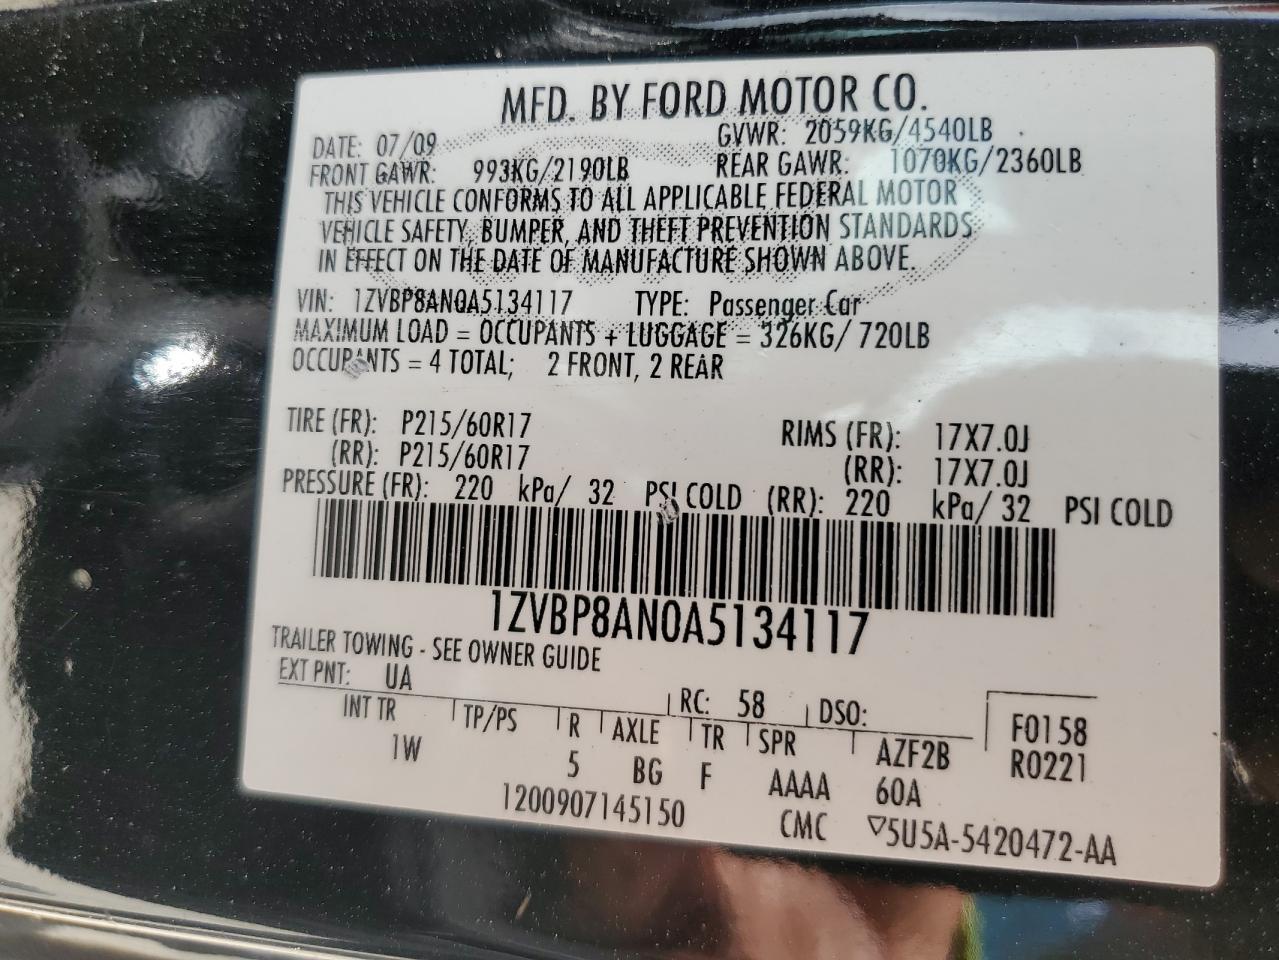 MFD. BY FORD MOTOR CO.
DATE: 07/09 GVWR: 2059KG/4540LB
FRONT GAWR: 993KG/2190LB REAR GAWR: 1070KG/2360LB
THIS VEHICLE CONFORMS TO ALL APPLICABLE FEDERAL MOTOR
VEHICLE SAFETY, BUMPER, AND THEFT PREVENTION STANDARDS
IN EFFECT ON THE DATE OF MANUFACTURE SHOWN ABOVE.
VIN: 1ZVBP8AN0A5134117 TYPE: Passenger Car
MAXIMUM LOAD = OCCUPANTS + LUGGAGE = 326KG/ 720LB
OCCUPANTS = 4 TOTAL; 2 FRONT, 2 REAR
TIRE (FR): P215/60R17 RIMS (FR): 17X7.0J
(RR): P215/60R17 (RR): 17X7.0J
PRESSURE (FR): 220 kPa/ 32 PSI COLD (RR): 220 kPa/ 32 PSI COLD
1ZVBP8AN0A5134117
TRAILER TOWING - SEE OWNER GUIDE
EXT PNT: UA RC: 58 DSO: F0158
INT TR TP/PS R AXLE TR SPR AZF2B R0221
1W 5 BG F AAAA 60A
1200907145150 CMC ▽5U5A-5420472-AA